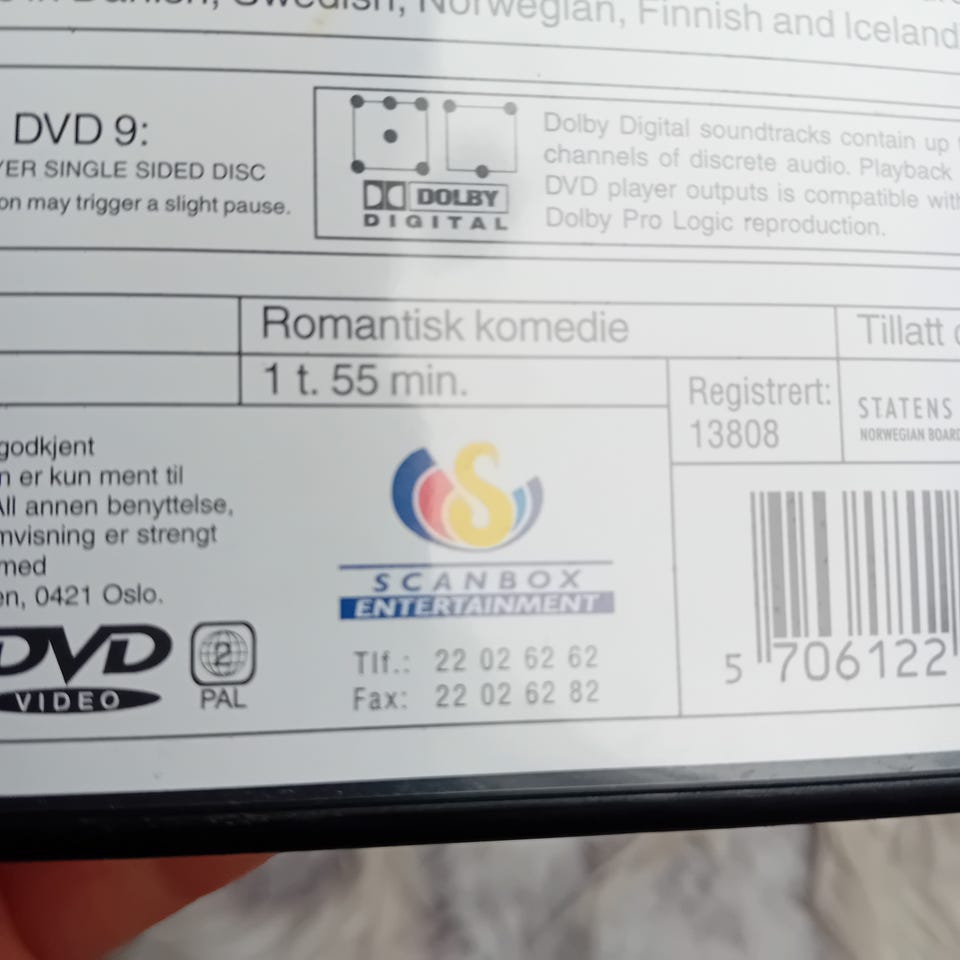 Danish, Swedish, Norwegian, Finnish and Iceland
DVD 9:
YER SINGLE SIDED DISC
on may trigger a slight pause.
DOLBY
DIGITAL
Dolby Digital soundtracks contain up
channels of discrete audio. Playback
DVD player outputs is compatible with
Dolby Pro Logic reproduction.
Romantisk komedie
1 t. 55 min.
Tillatt
Registrert:
13808
STATENS
NORWEGIAN BOARD
godkjent
n er kun ment til
All annen benyttelse,
mvisning er strengt
med
en, 0421 Oslo.
DVD
VIDEO
2
PAL
S
SCANBOX
ENTERTAINMENT
Tlf.: 22 02 62 62
Fax: 22 02 62 82
5 706122